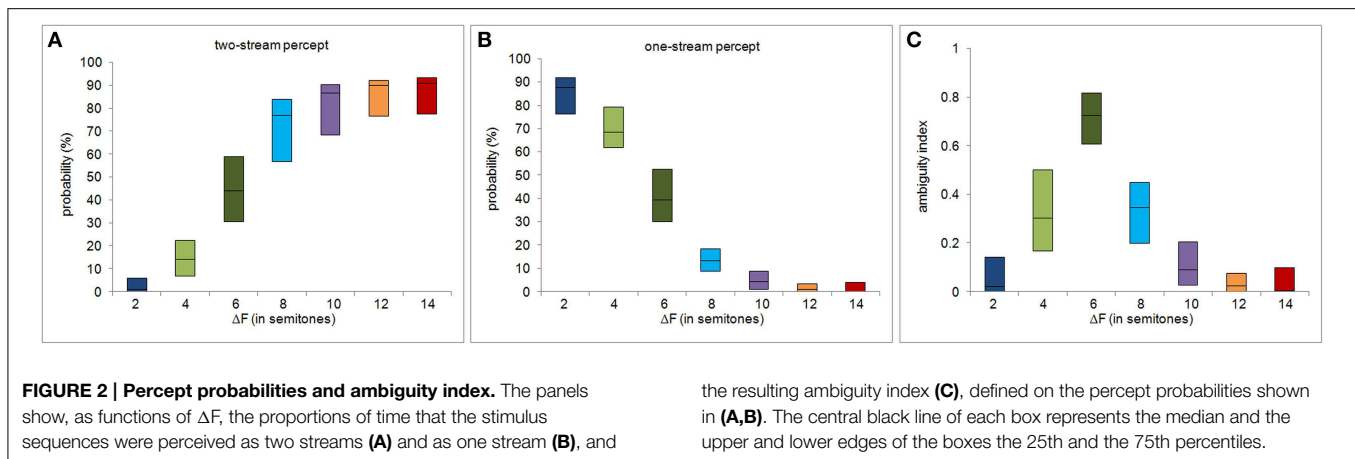 A
two-stream percept
probability (%)
100
90
80
70
60
50
40
30
20
10
0
2 4 6 8 10 12 14
ΔF (in semitones)
B
one-stream percept
probability (%)
100
90
80
70
60
50
40
30
20
10
0
2 4 6 8 10 12 14
ΔF (in semitones)
C
ambiguity index
1
0.8
0.6
0.4
0.2
0
2 4 6 8 10 12 14
ΔF (in semitones)
FIGURE 2 | Percept probabilities and ambiguity index. The panels
show, as functions of ΔF, the proportions of time that the stimulus
sequences were perceived as two streams (A) and as one stream (B), and
the resulting ambiguity index (C), defined on the percept probabilities shown
in (A,B). The central black line of each box represents the median and the
upper and lower edges of the boxes the 25th and the 75th percentiles.